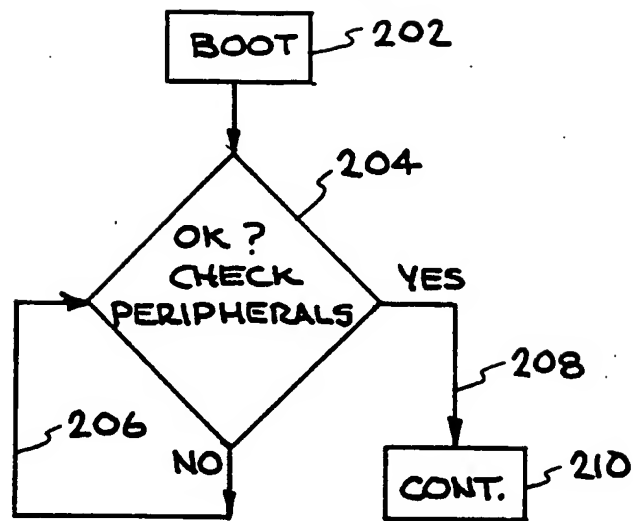 BOOT
202
204
OK ?
CHECK
PERIPHERALS
YES
208
206
NO
CONT.
210